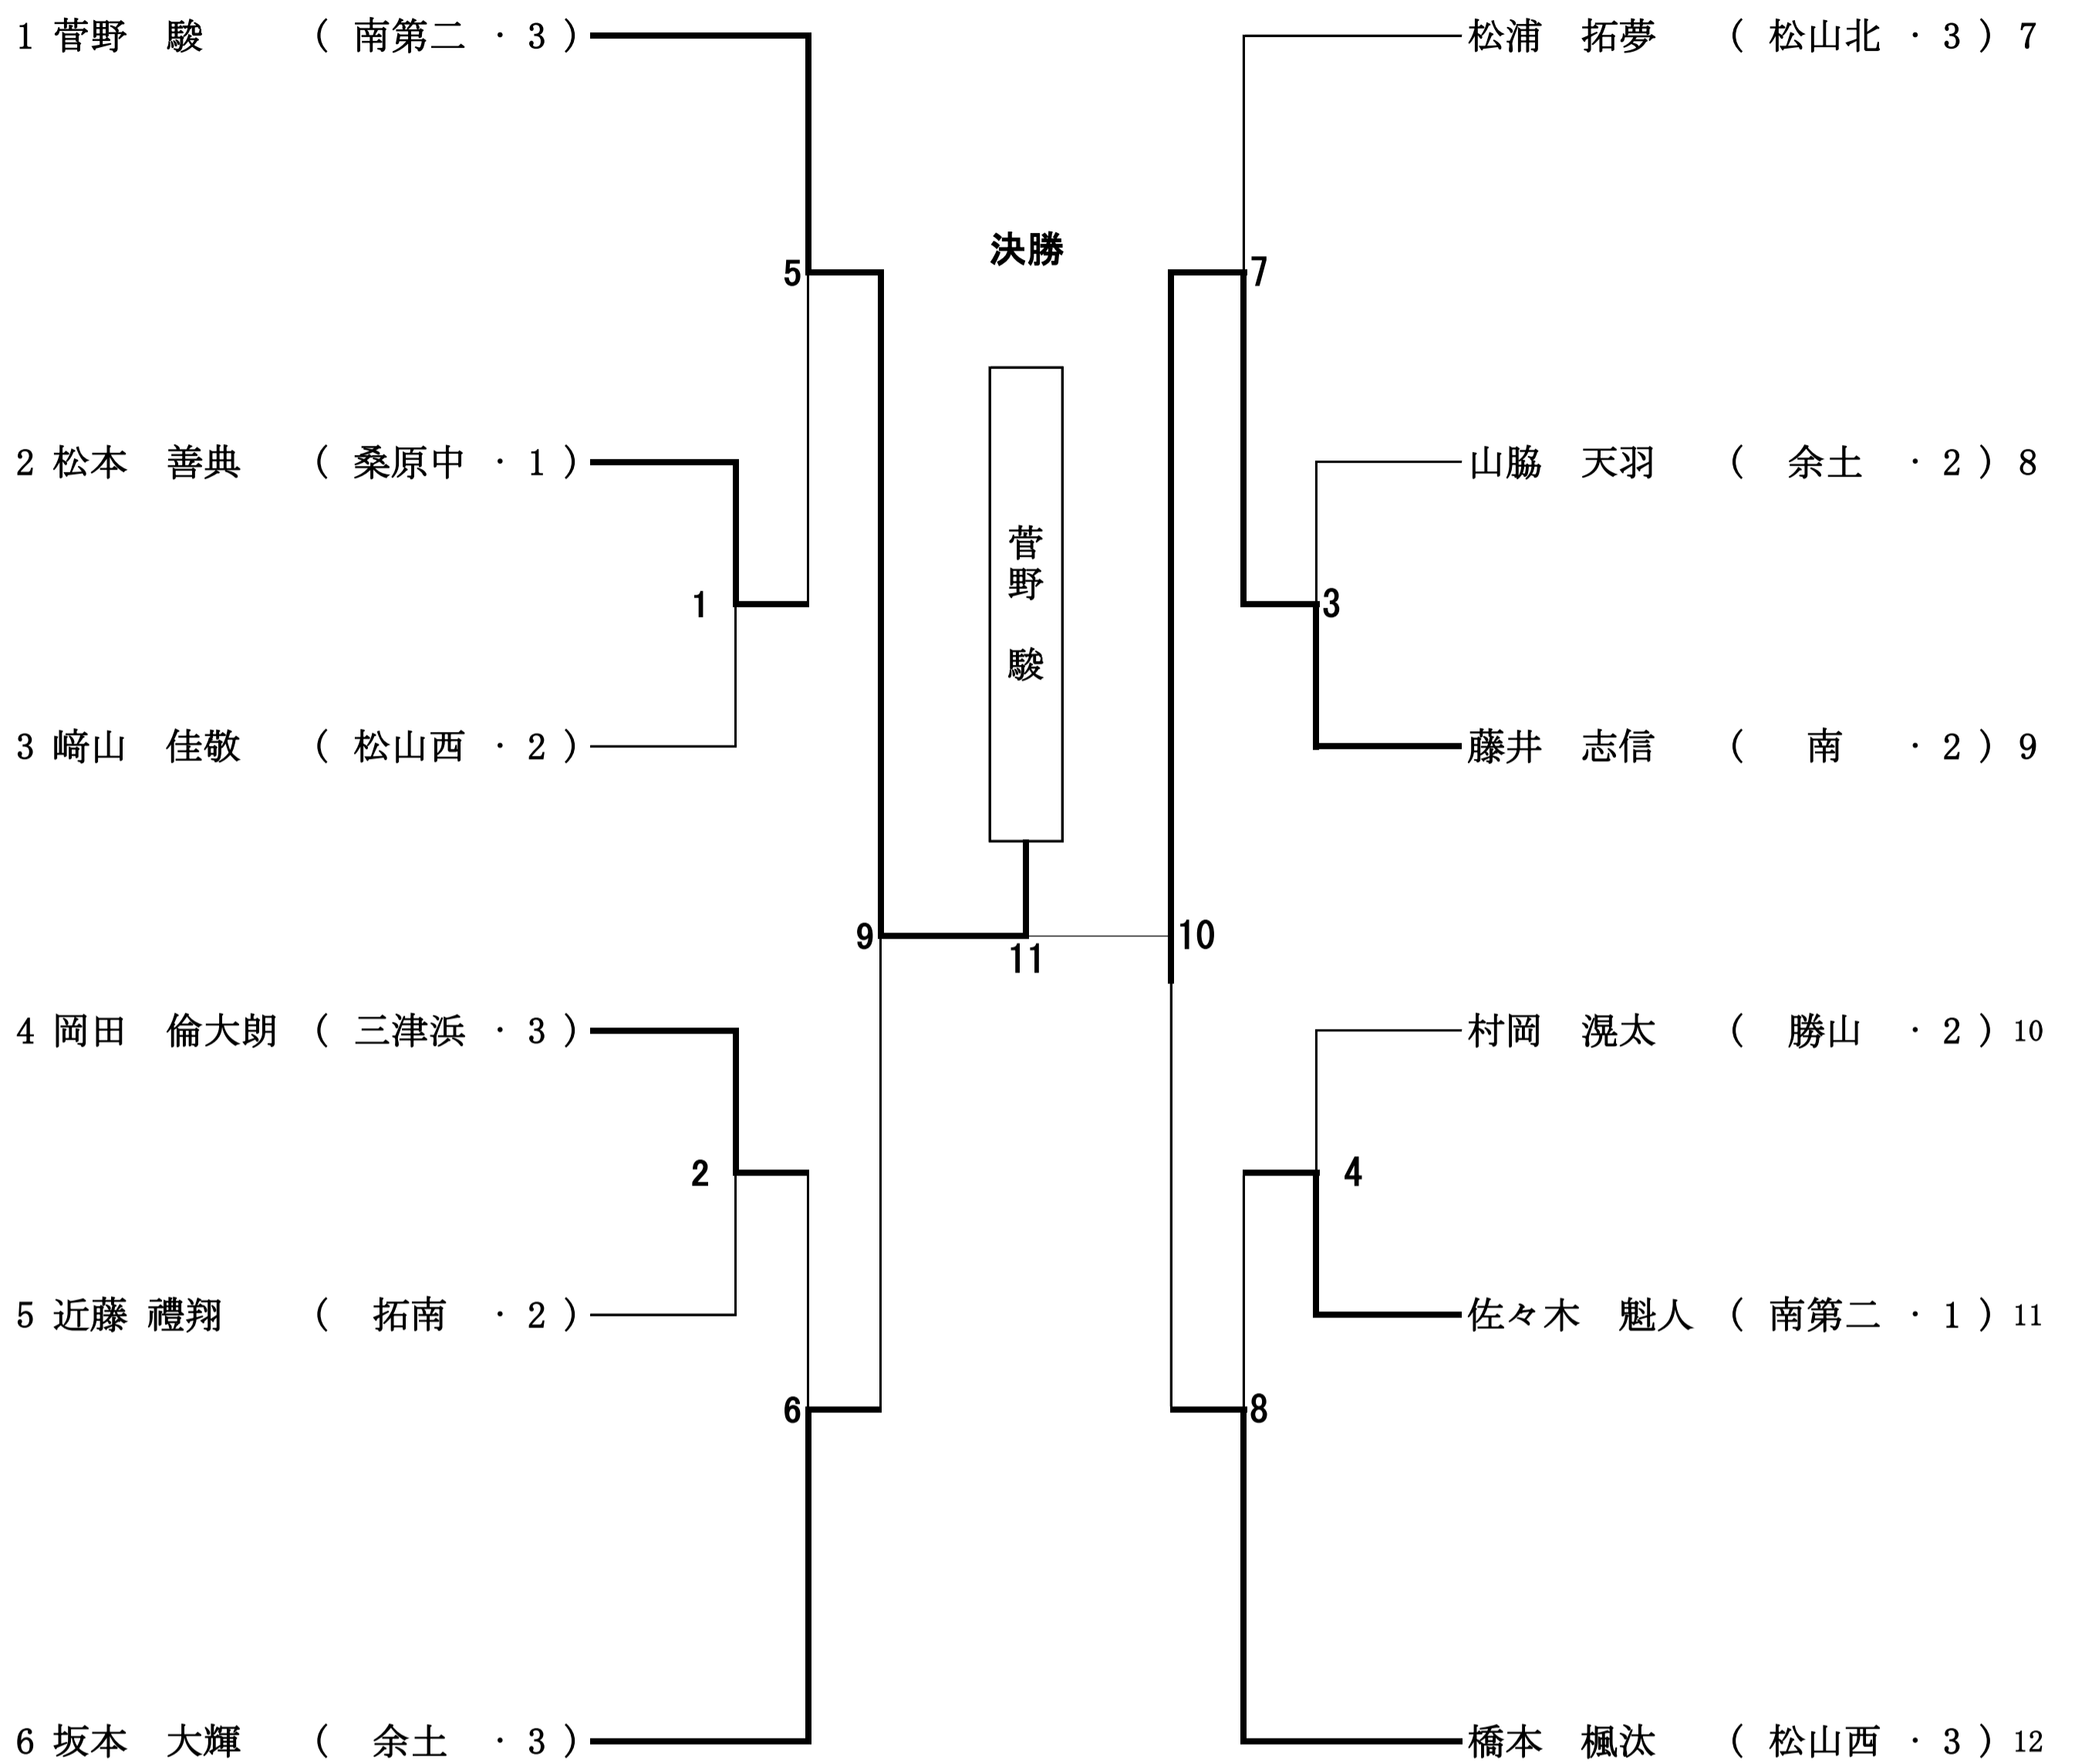 1 菅野 駿 ( 南第二 ・ 3 )
松浦 拓夢 ( 松山北 ・ 3 ) 7
決勝
5
7
2 松本 善典 ( 桑原中 ・ 1 )
山脇 天羽 ( 余土 ・ 2 ) 8
菅野 駿
1
3
3 﨑山 佳敬 ( 松山西 ・ 2 )
藤井 志信 ( 南 ・ 2 ) 9
9
10
11
4 岡田 倫大朗 ( 三津浜 ・ 3 )
村岡 滉太 ( 勝山 ・ 2 ) 10
2
4
5 近藤 禮翔 ( 拓南 ・ 2 )
佐々木 魁人 ( 南第二 ・ 1 ) 11
6
8
6 坂本 大輝 ( 余土 ・ 3 )
橋本 楓汰 ( 松山西 ・ 3 ) 12